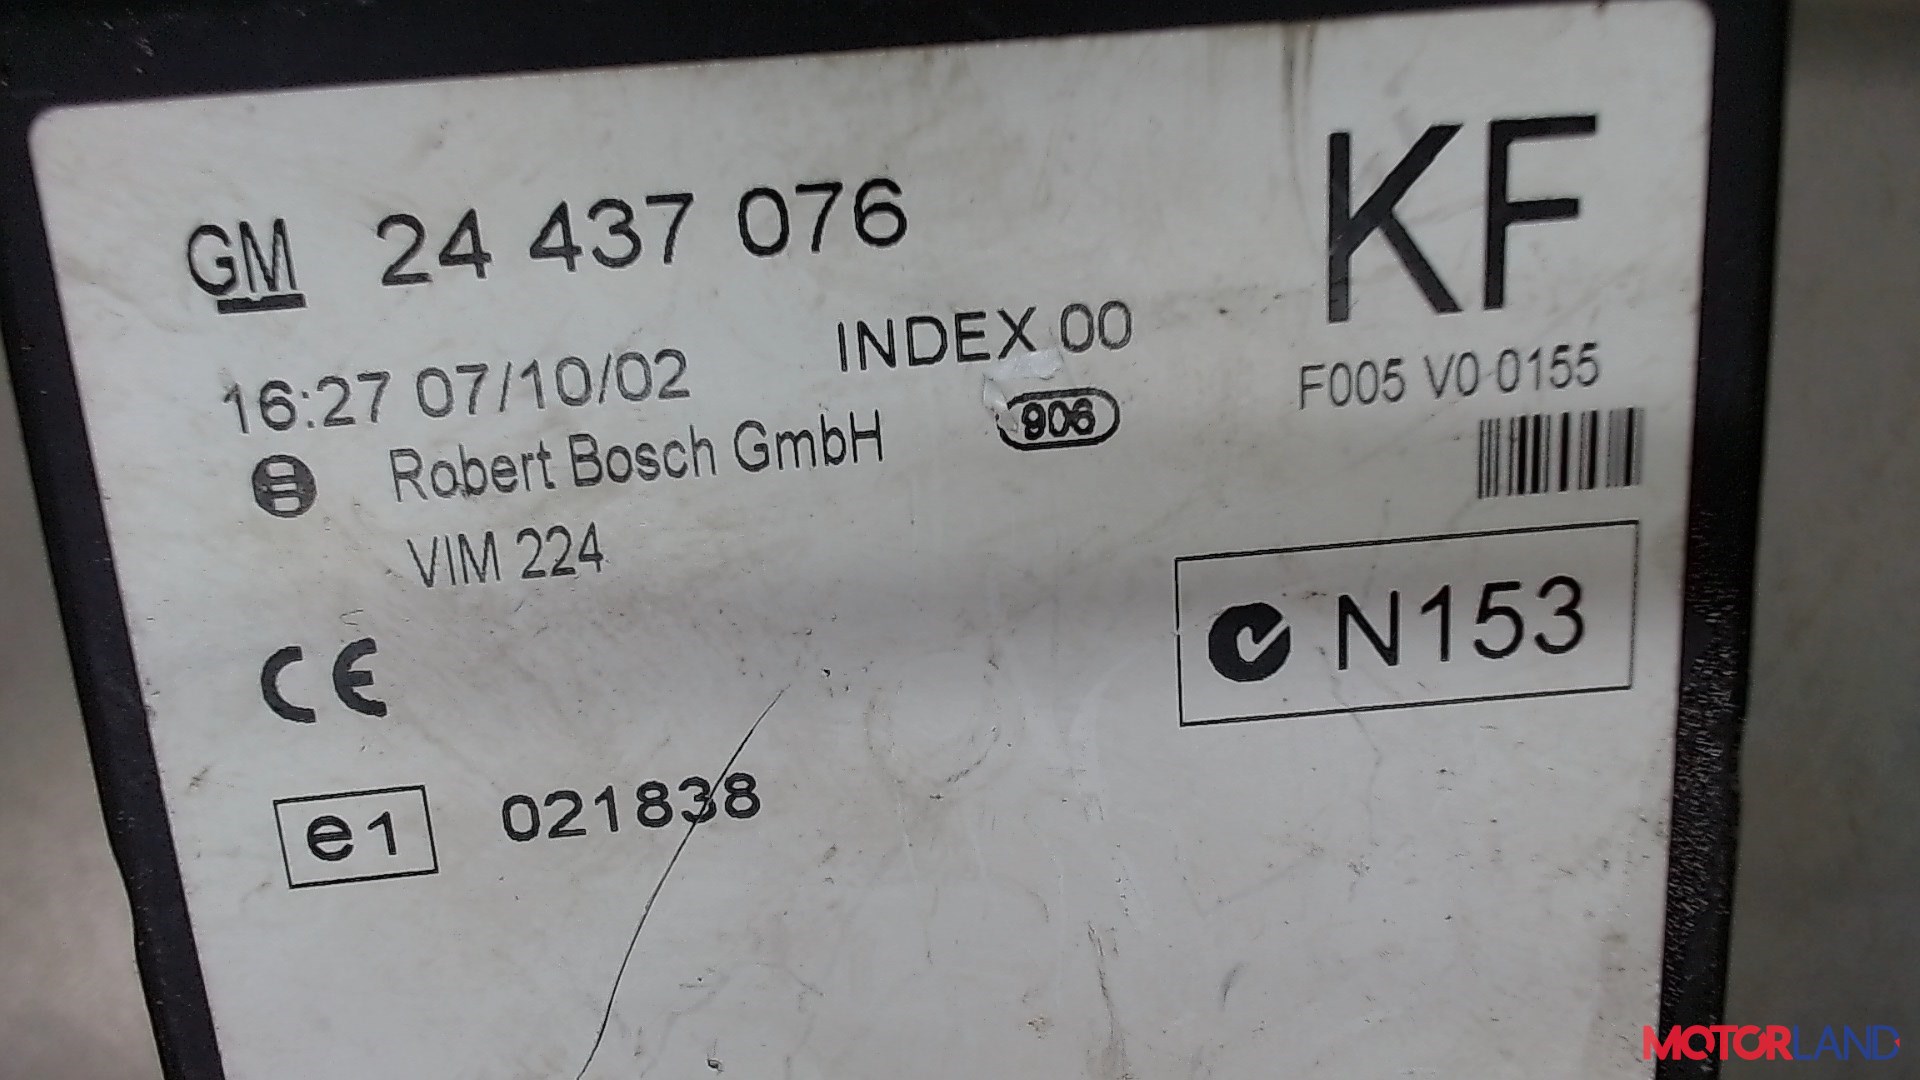 GM 24 437 076
KF
INDEX 00
16:27 07/10/02
F005 V0 0155
Robert Bosch GmbH
906
VIM 224
N153
CE
e1 021838
MOTORLAND